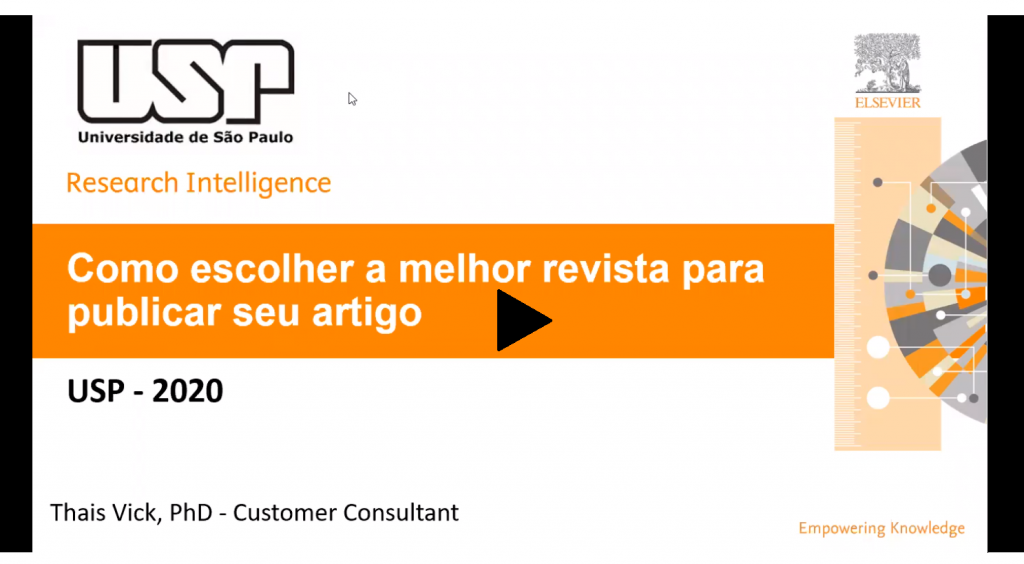 USP
Universidade de São Paulo
ELSEVIER
Research Intelligence
Como escolher a melhor revista para
publicar seu artigo
USP - 2020
Thais Vick, PhD - Customer Consultant
Empowering Knowledge